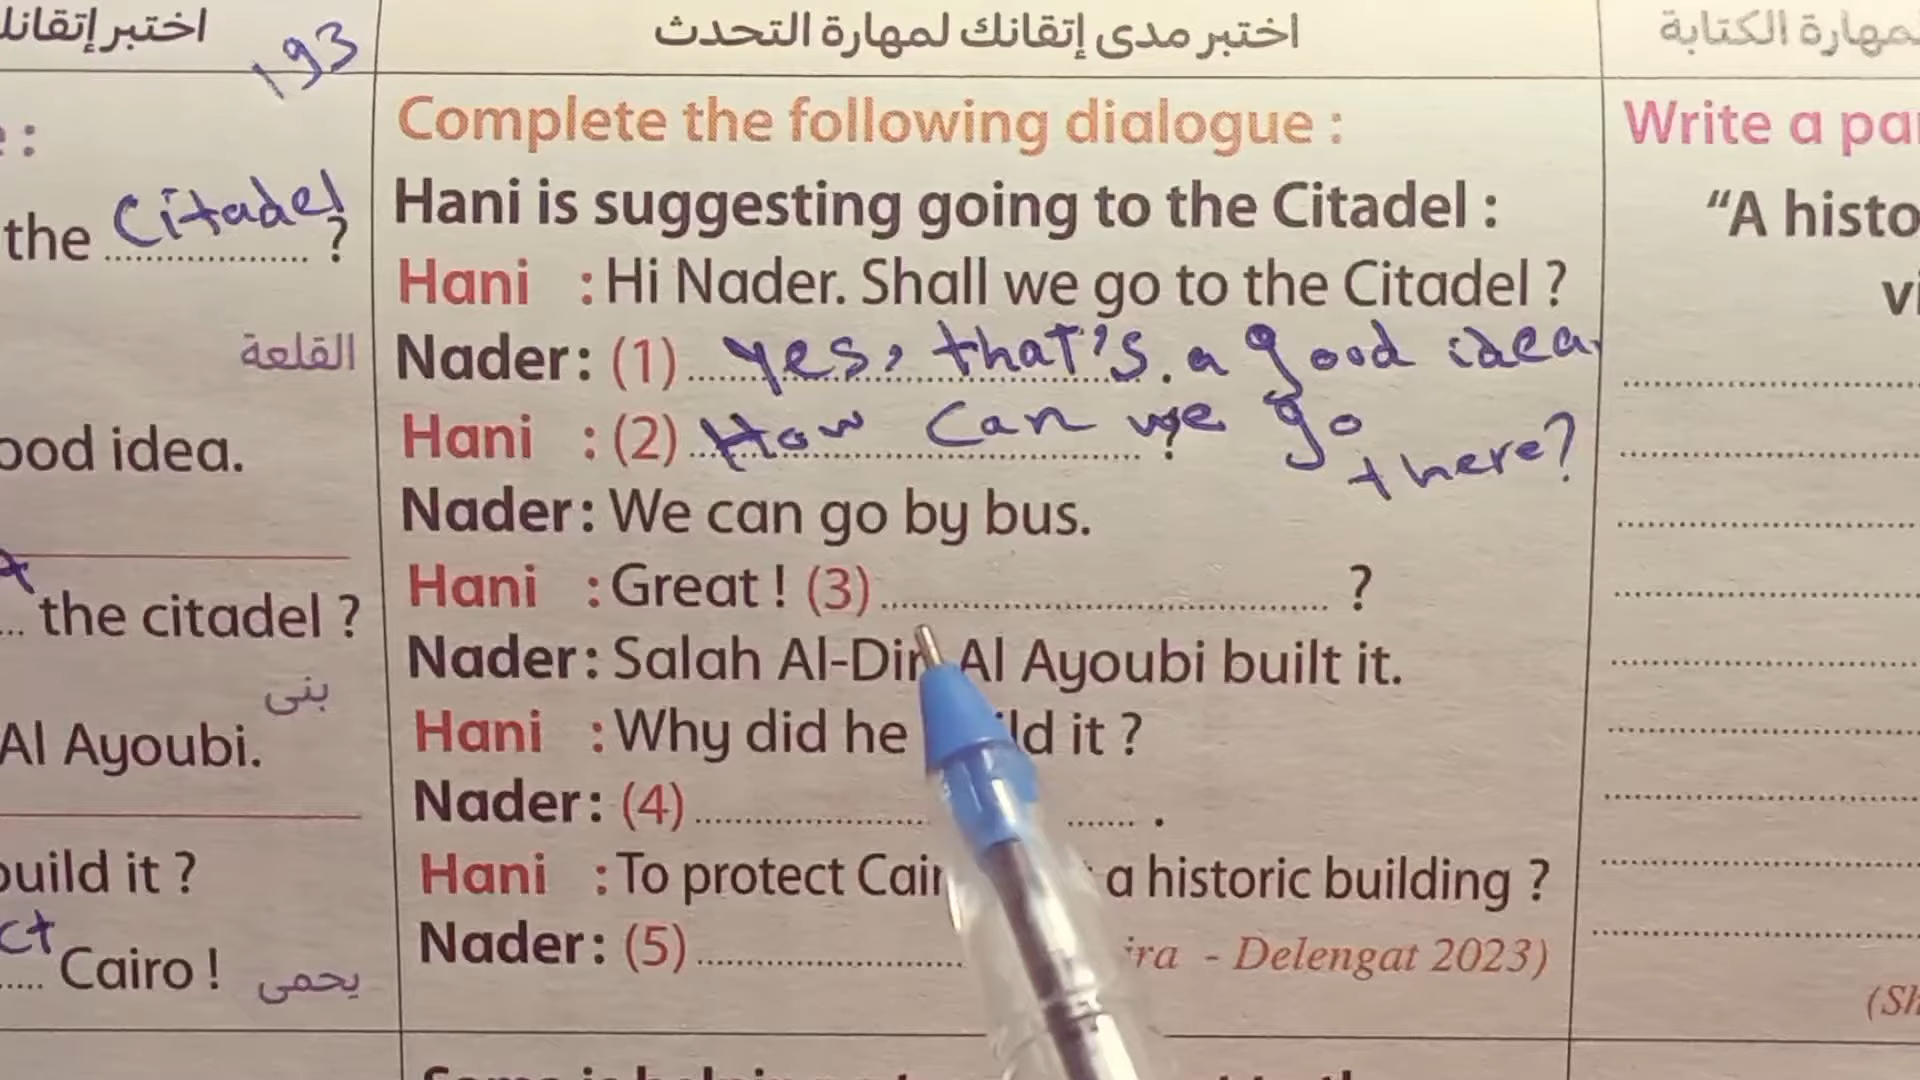 اختبر إتقانك
193
:
the Citadel ?
القلعة
ood idea.
the citadel ?
بنى
Al Ayoubi.
build it ?
ct Cairo !
يحمى
اختبر مدى إتقانك لمهارة التحدث
Complete the following dialogue :
Hani is suggesting going to the Citadel :
Hani : Hi Nader. Shall we go to the Citadel ?
Nader: (1) yes, that's a good idea.
Hani : (2) How can we go there?
Nader: We can go by bus.
Hani : Great ! (3) ?
Nader: Salah Al-Din Al Ayoubi built it.
Hani : Why did he ild it ?
Nader: (4) .
Hani : To protect Cair a historic building ?
Nader: (5) ira - Delengat 2023)
لمهارة الكتابة
Write a pa
“A histo
vi
(Sh